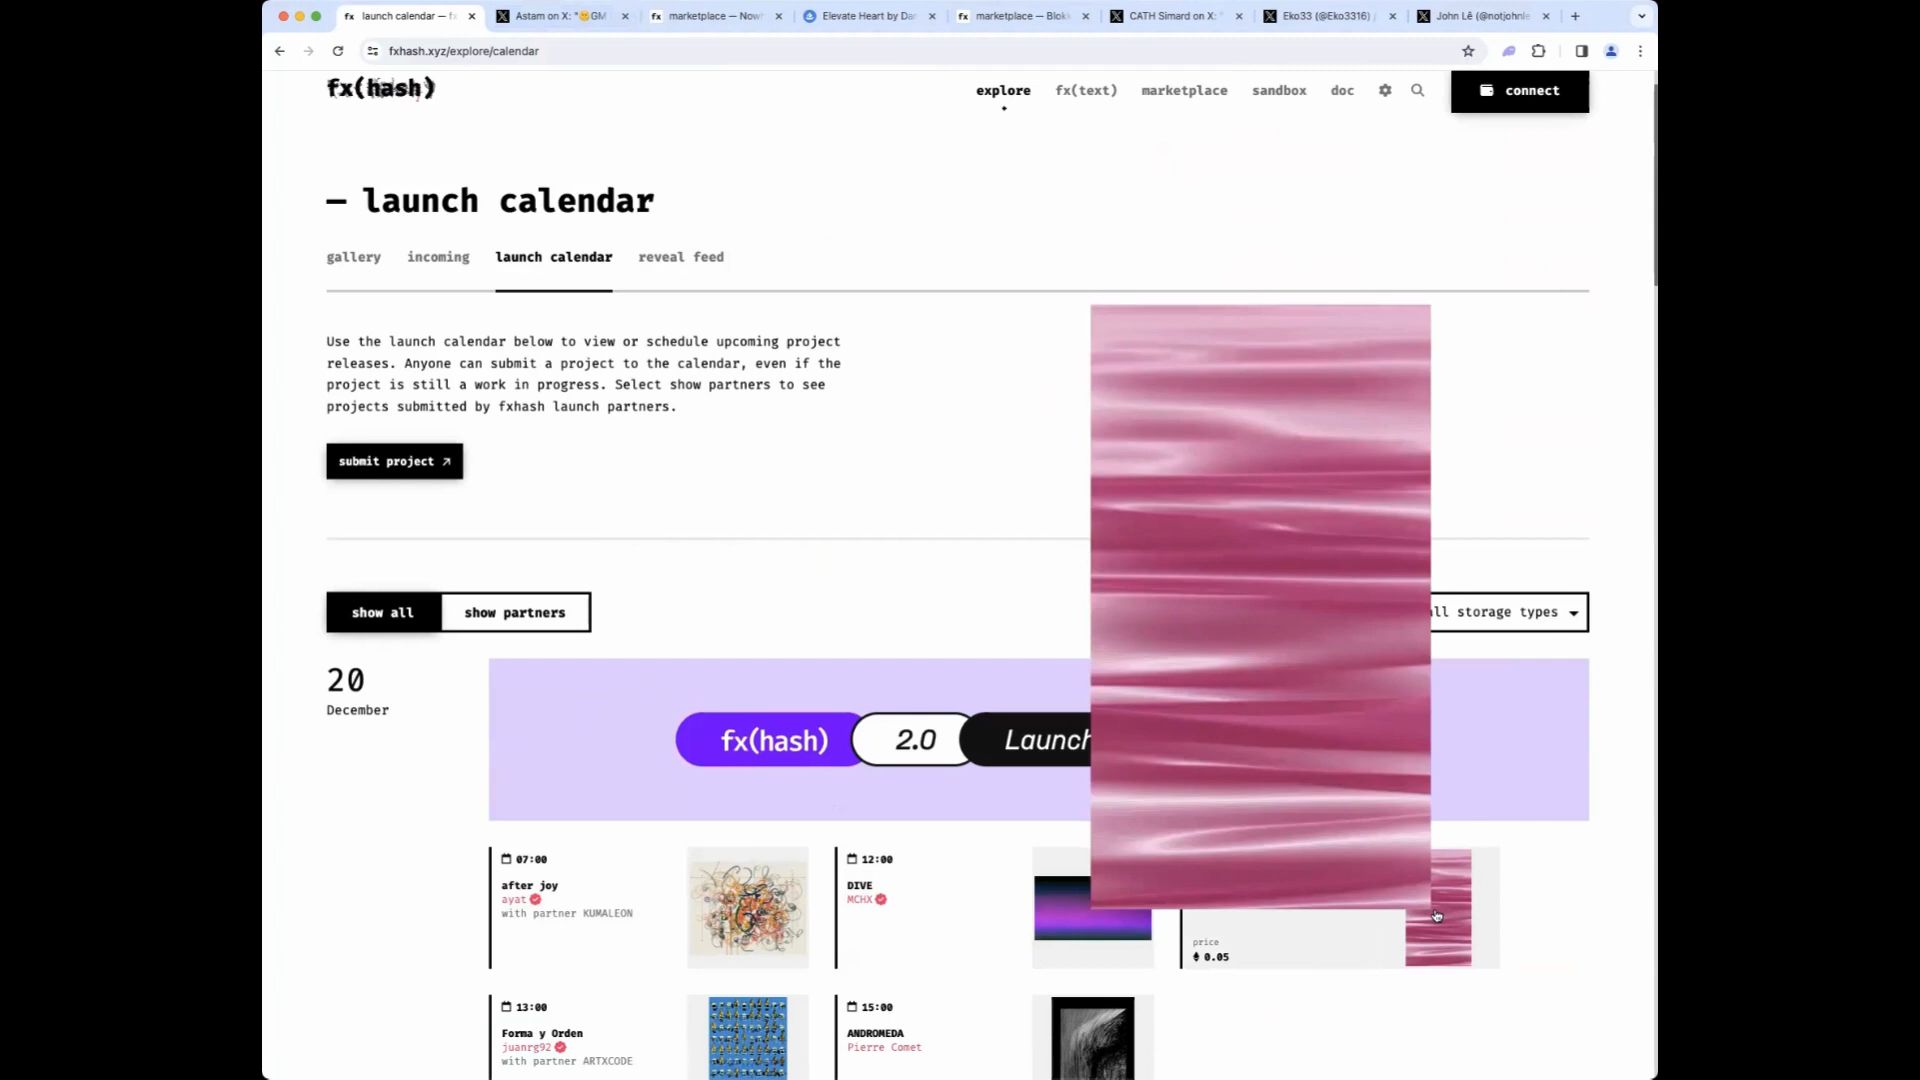 launch calendar — fx
Astam on X: "🙂GM
fx marketplace — Now
Elevate Heart by Da
fx marketplace — Blok
CATH Simard on X: "
Eko33 (@Eko3316) /
John Lê (@notjohnle
fxhash.xyz/explore/calendar
fx(hash)
explore
fx(text)
marketplace
sandbox
doc
connect
— launch calendar
gallery
incoming
launch calendar
reveal feed
Use the launch calendar below to view or schedule upcoming project
releases. Anyone can submit a project to the calendar, even if the
project is still a work in progress. Select show partners to see
projects submitted by fxhash launch partners.
submit project ↗
show all
show partners
all storage types
20
December
fx(hash)
2.0
Launch
07:00
after joy
ayat
with partner KUMALEON
12:00
DIVE
MCHX
price
0.05
13:00
Forma y Orden
juanrg92
with partner ARTXCODE
15:00
ANDROMEDA
Pierre Comet